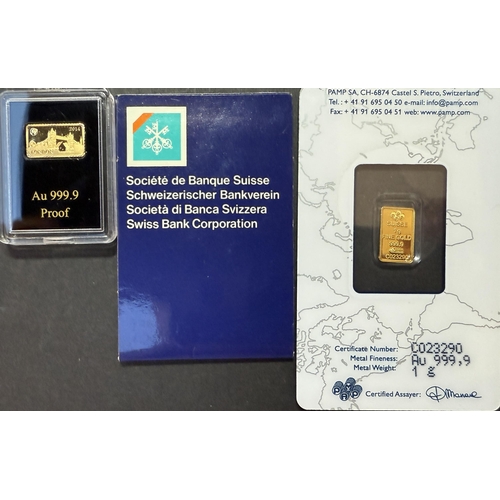 2014
Au 999.9
Proof
Société de Banque Suisse
Schweizerischer Bankverein
Società di Banca Svizzera
Swiss Bank Corporation
PAMP SA, CH-6874 Castel S. Pietro, Switzerland
Tel.: + 41 91 695 04 50 e-mail: info@pamp.com
Fax: + 41 91 695 04 51 web: www.pamp.com
SUISSE
1g
FINE GOLD
999.9
C023290
Certificate Number: C023290
Metal Fineness: Au 999,9
Metal Weight: 1 g
PAMP
Certified Assayer: